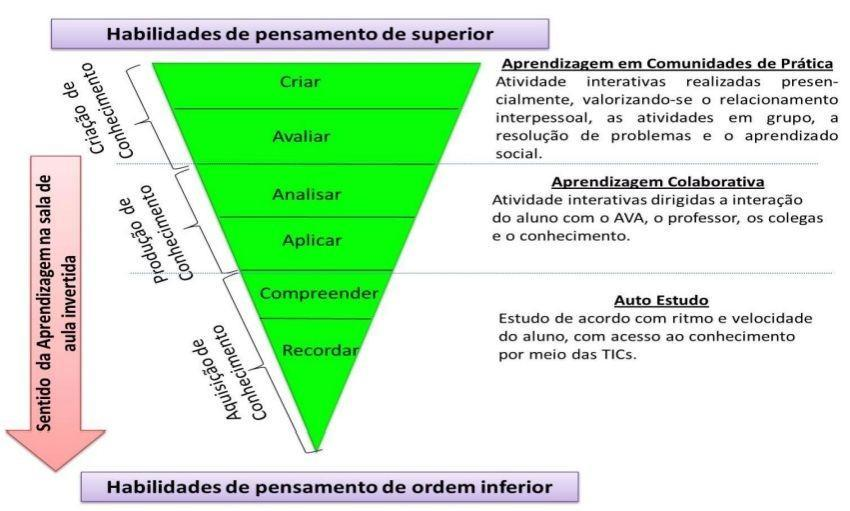 Habilidades de pensamento de superior
Criação de
Conhecimento
Criar
Avaliar
Aprendizagem em Comunidades de Prática
Atividade interativas realizadas presen-
cialmente, valorizando-se o relacionamento
interpessoal, as atividades em grupo, a
resolução de problemas e o aprendizado
social.
Sentido da Aprendizagem na sala de
aula invertida
Produção de
Conhecimento
Analisar
Aplicar
Aprendizagem Colaborativa
Atividade interativas dirigidas a interação
do aluno com o AVA, o professor, os colegas
e o conhecimento.
Aquisição de
Conhecimento
Compreender
Recordar
Auto Estudo
Estudo de acordo com ritmo e velocidade
do aluno, com acesso ao conhecimento
por meio das TICs.
Habilidades de pensamento de ordem inferior